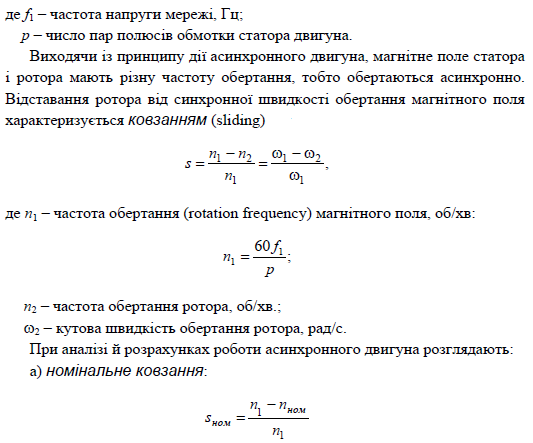 де f₁ – частота напруги мережі, Гц;
p – число пар полюсів обмотки статора двигуна.
Виходячи із принципу дії асинхронного двигуна, магнітне поле статора
і ротора мають різну частоту обертання, тобто обертаються асинхронно.
Відставання ротора від синхронної швидкості обертання магнітного поля
характеризується ковзанням (sliding)
s = (n₁ – n₂)/n₁ = (ω₁ – ω₂)/ω₁,
де n₁ – частота обертання (rotation frequency) магнітного поля, об/хв:
n₁ = 60 f₁/p;
n₂ – частота обертання ротора, об/хв.;
ω₂ – кутова швидкість обертання ротора, рад/с.
При аналізі й розрахунках роботи асинхронного двигуна розглядають:
а) номінальне ковзання:
sном = (n₁ – nном)/n₁